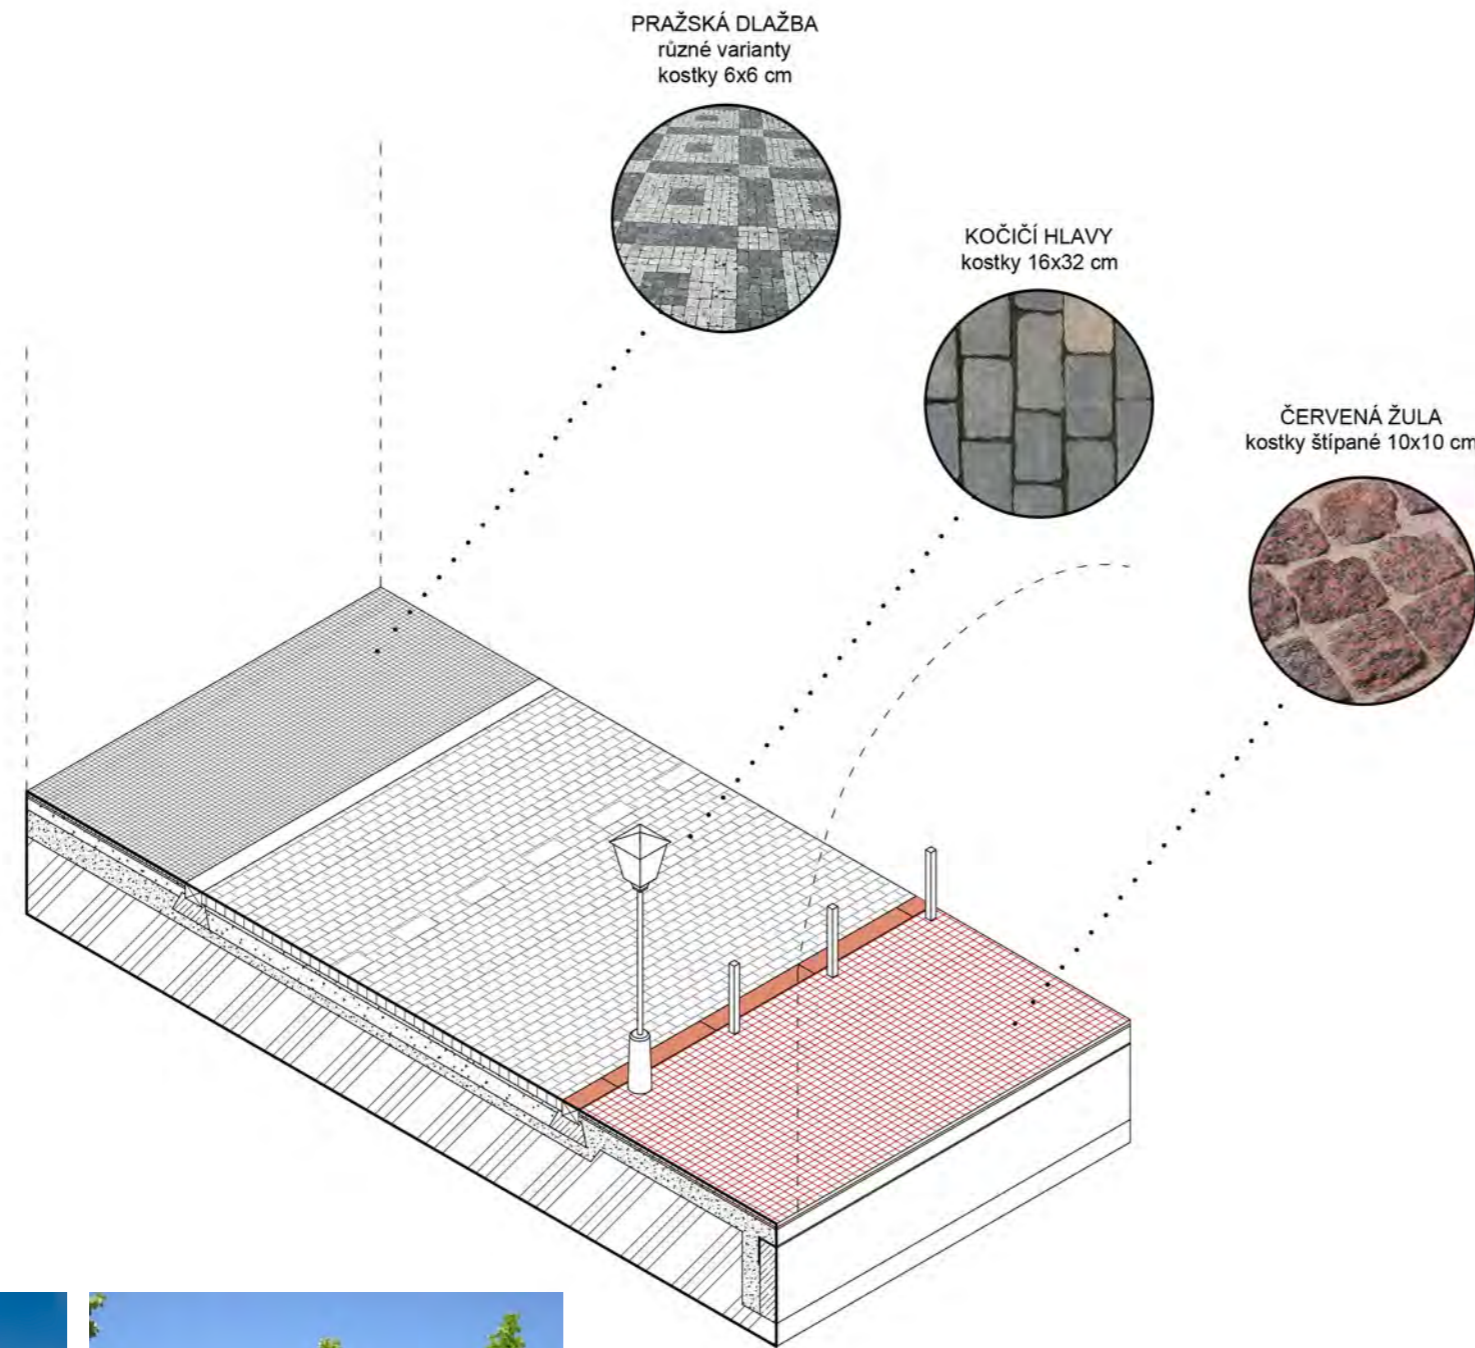 PRAŽSKÁ DLAŽBA
různé varianty
kostky 6x6 cm
KOČIČÍ HLAVY
kostky 16x32 cm
ČERVENÁ ŽULA
kostky štípané 10x10 cm